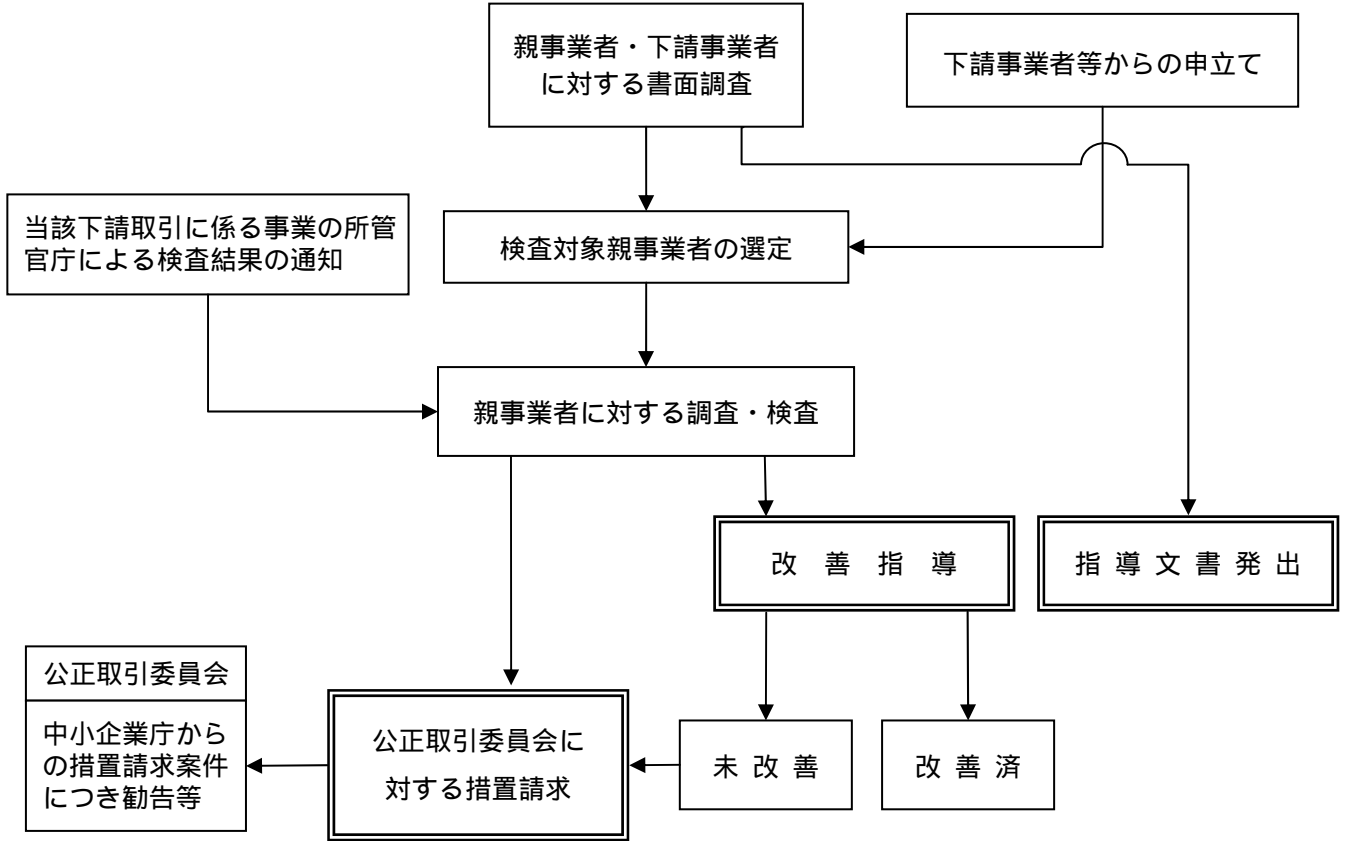 親事業者・下請事業者
に対する書面調査
下請事業者等からの申立て
当該下請取引に係る事業の所管
官庁による検査結果の通知
検査対象親事業者の選定
親事業者に対する調査・検査
改善指導
指導文書発出
公正取引委員会
中小企業庁から
の措置請求案件
につき勧告等
公正取引委員会に
対する措置請求
未改善
改善済